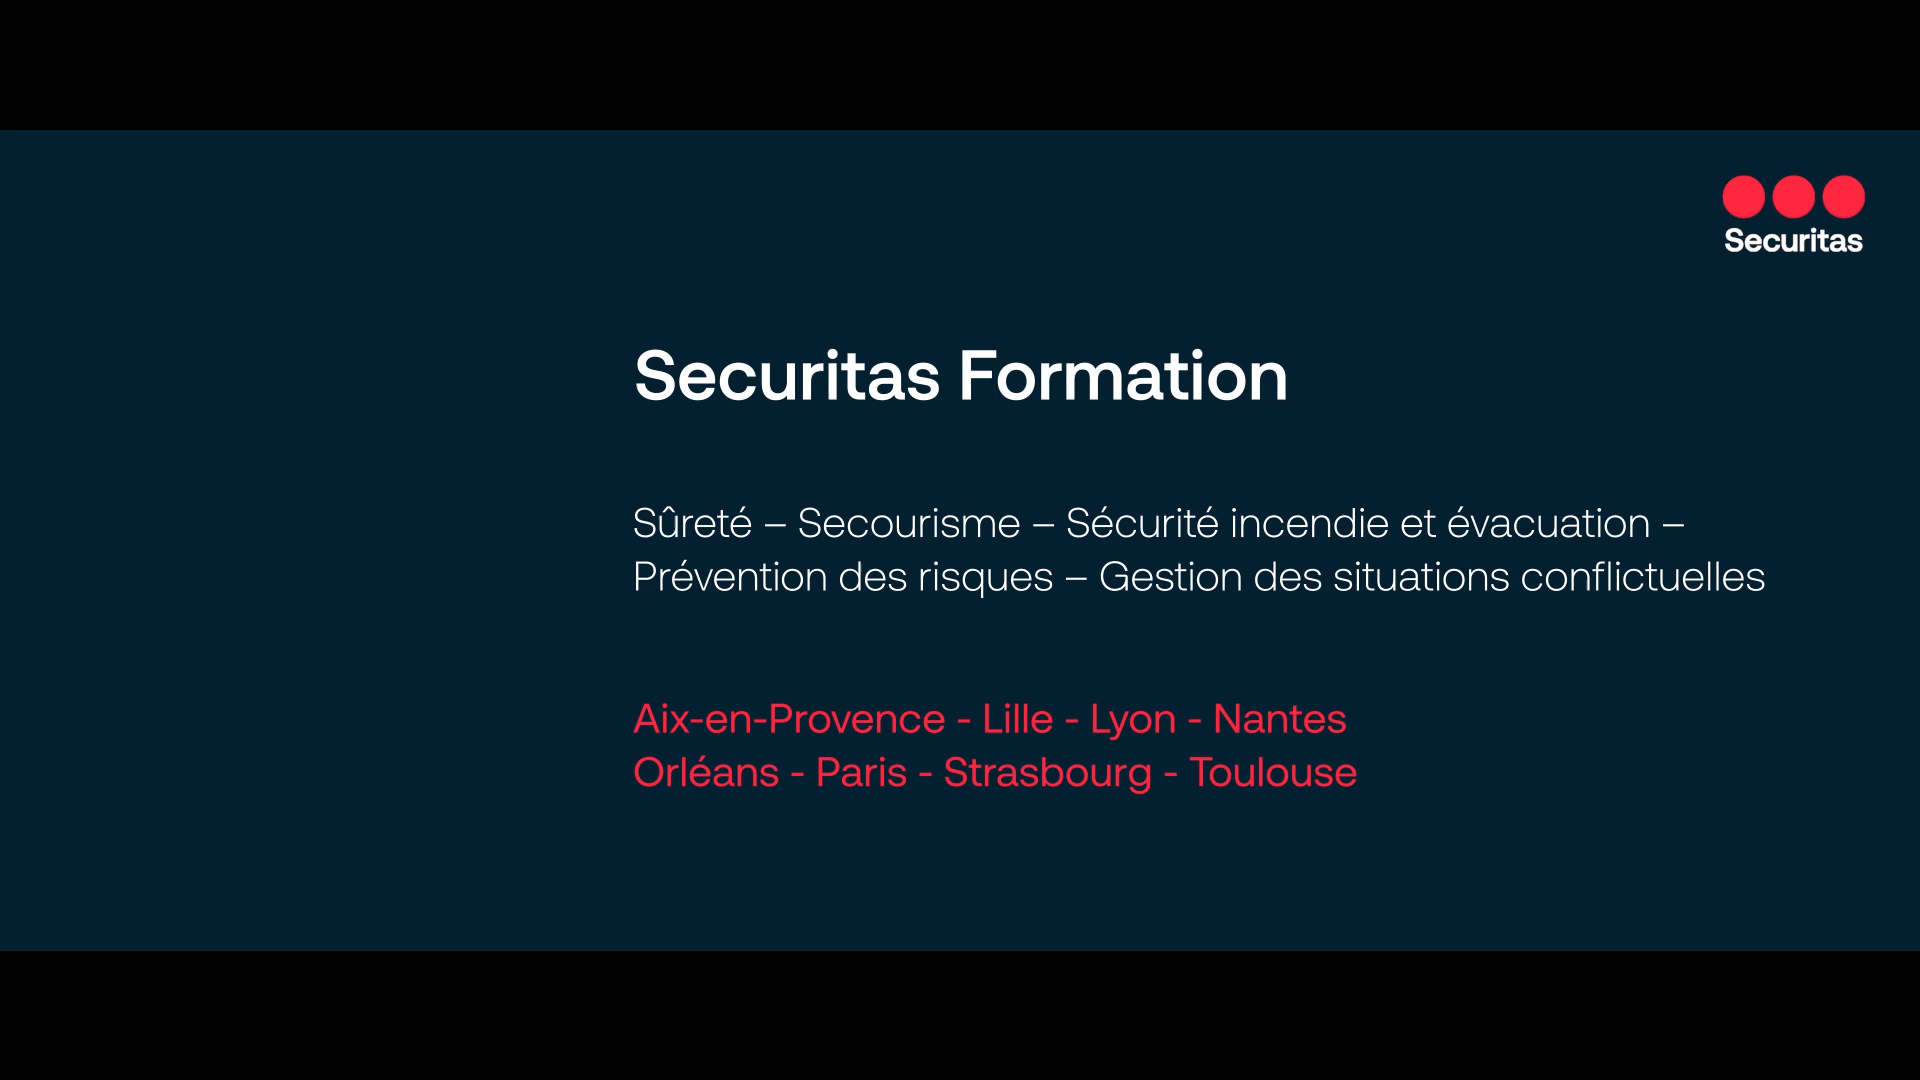 Securitas
Securitas Formation
Sûreté – Secourisme – Sécurité incendie et évacuation –
Prévention des risques – Gestion des situations conflictuelles
Aix-en-Provence - Lille - Lyon - Nantes
Orléans - Paris - Strasbourg - Toulouse